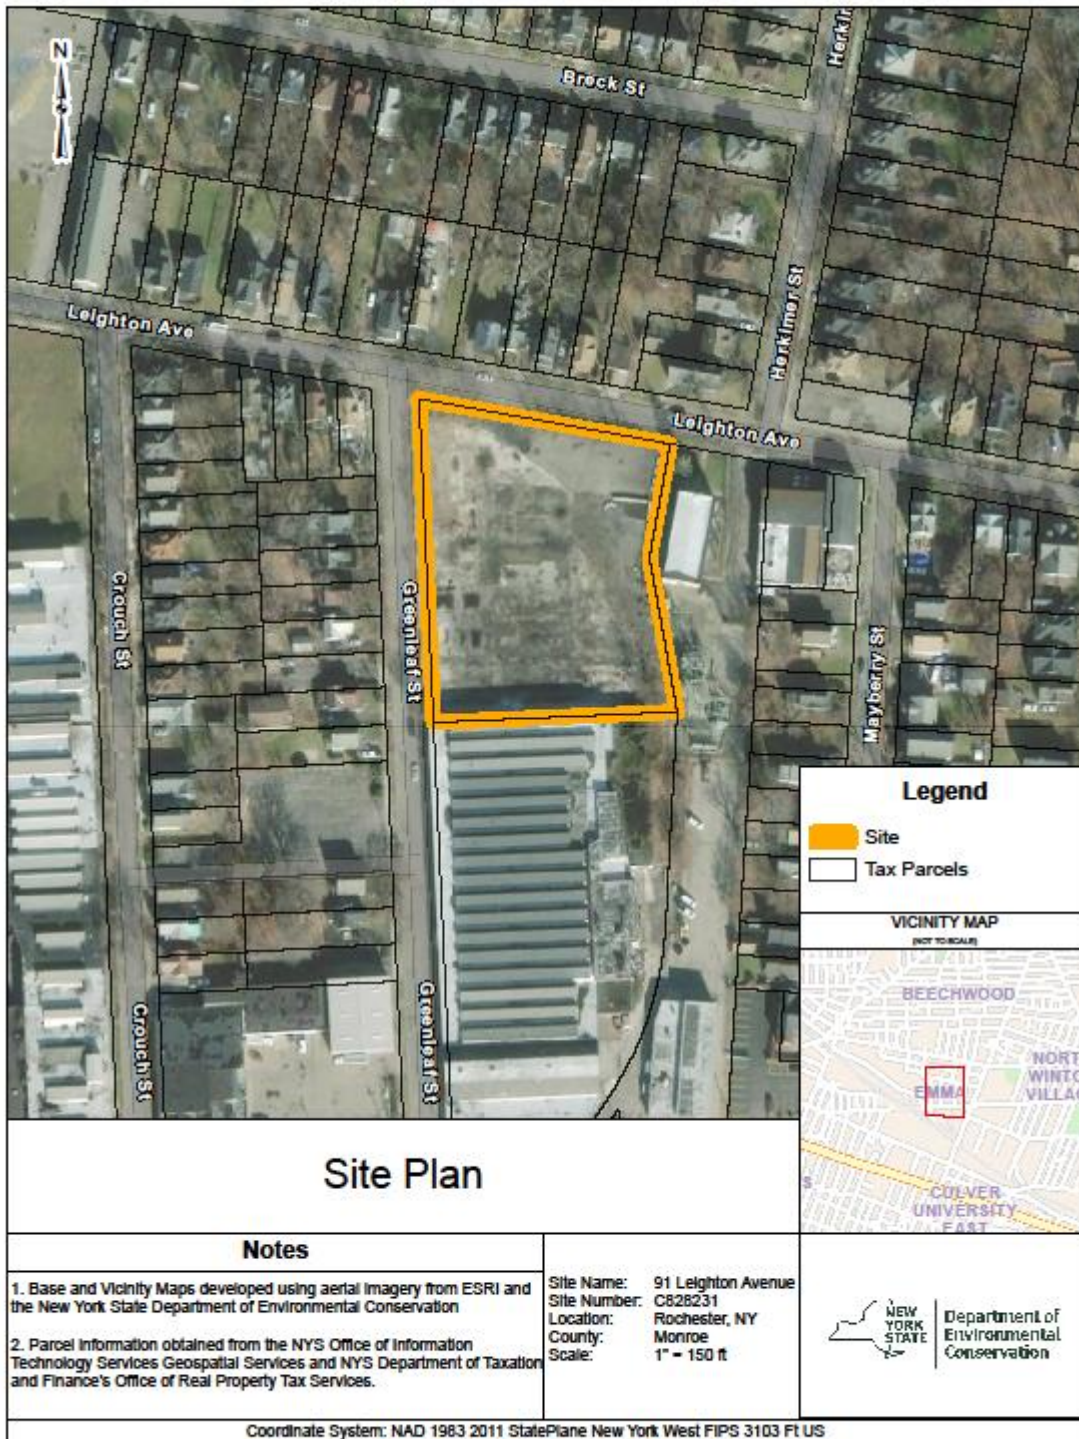 N
Brock St
Herkimer St
Leighton Ave
Leighton Ave
Crouch St
Greenleaf St
Mayberry St
Crouch St
Greenleaf St
Legend
Site
Tax Parcels
VICINITY MAP
(NOT TO SCALE)
BEECHWOOD
EMMA
CULVER
UNIVERSITY
EAST
Site Plan
Notes
1. Base and Vicinity Maps developed using aerial imagery from ESRI and
the New York State Department of Environmental Conservation
2. Parcel Information obtained from the NYS Office of Information
Technology Services Geospatial Services and NYS Department of Taxation
and Finance's Office of Real Property Tax Services.
Site Name: 91 Leighton Avenue
Site Number: C828231
Location: Rochester, NY
County: Monroe
Scale: 1" = 150 ft
NEW
YORK
STATE
Department of
Environmental
Conservation
Coordinate System: NAD 1983 2011 StatePlane New York West FIPS 3103 Ft US